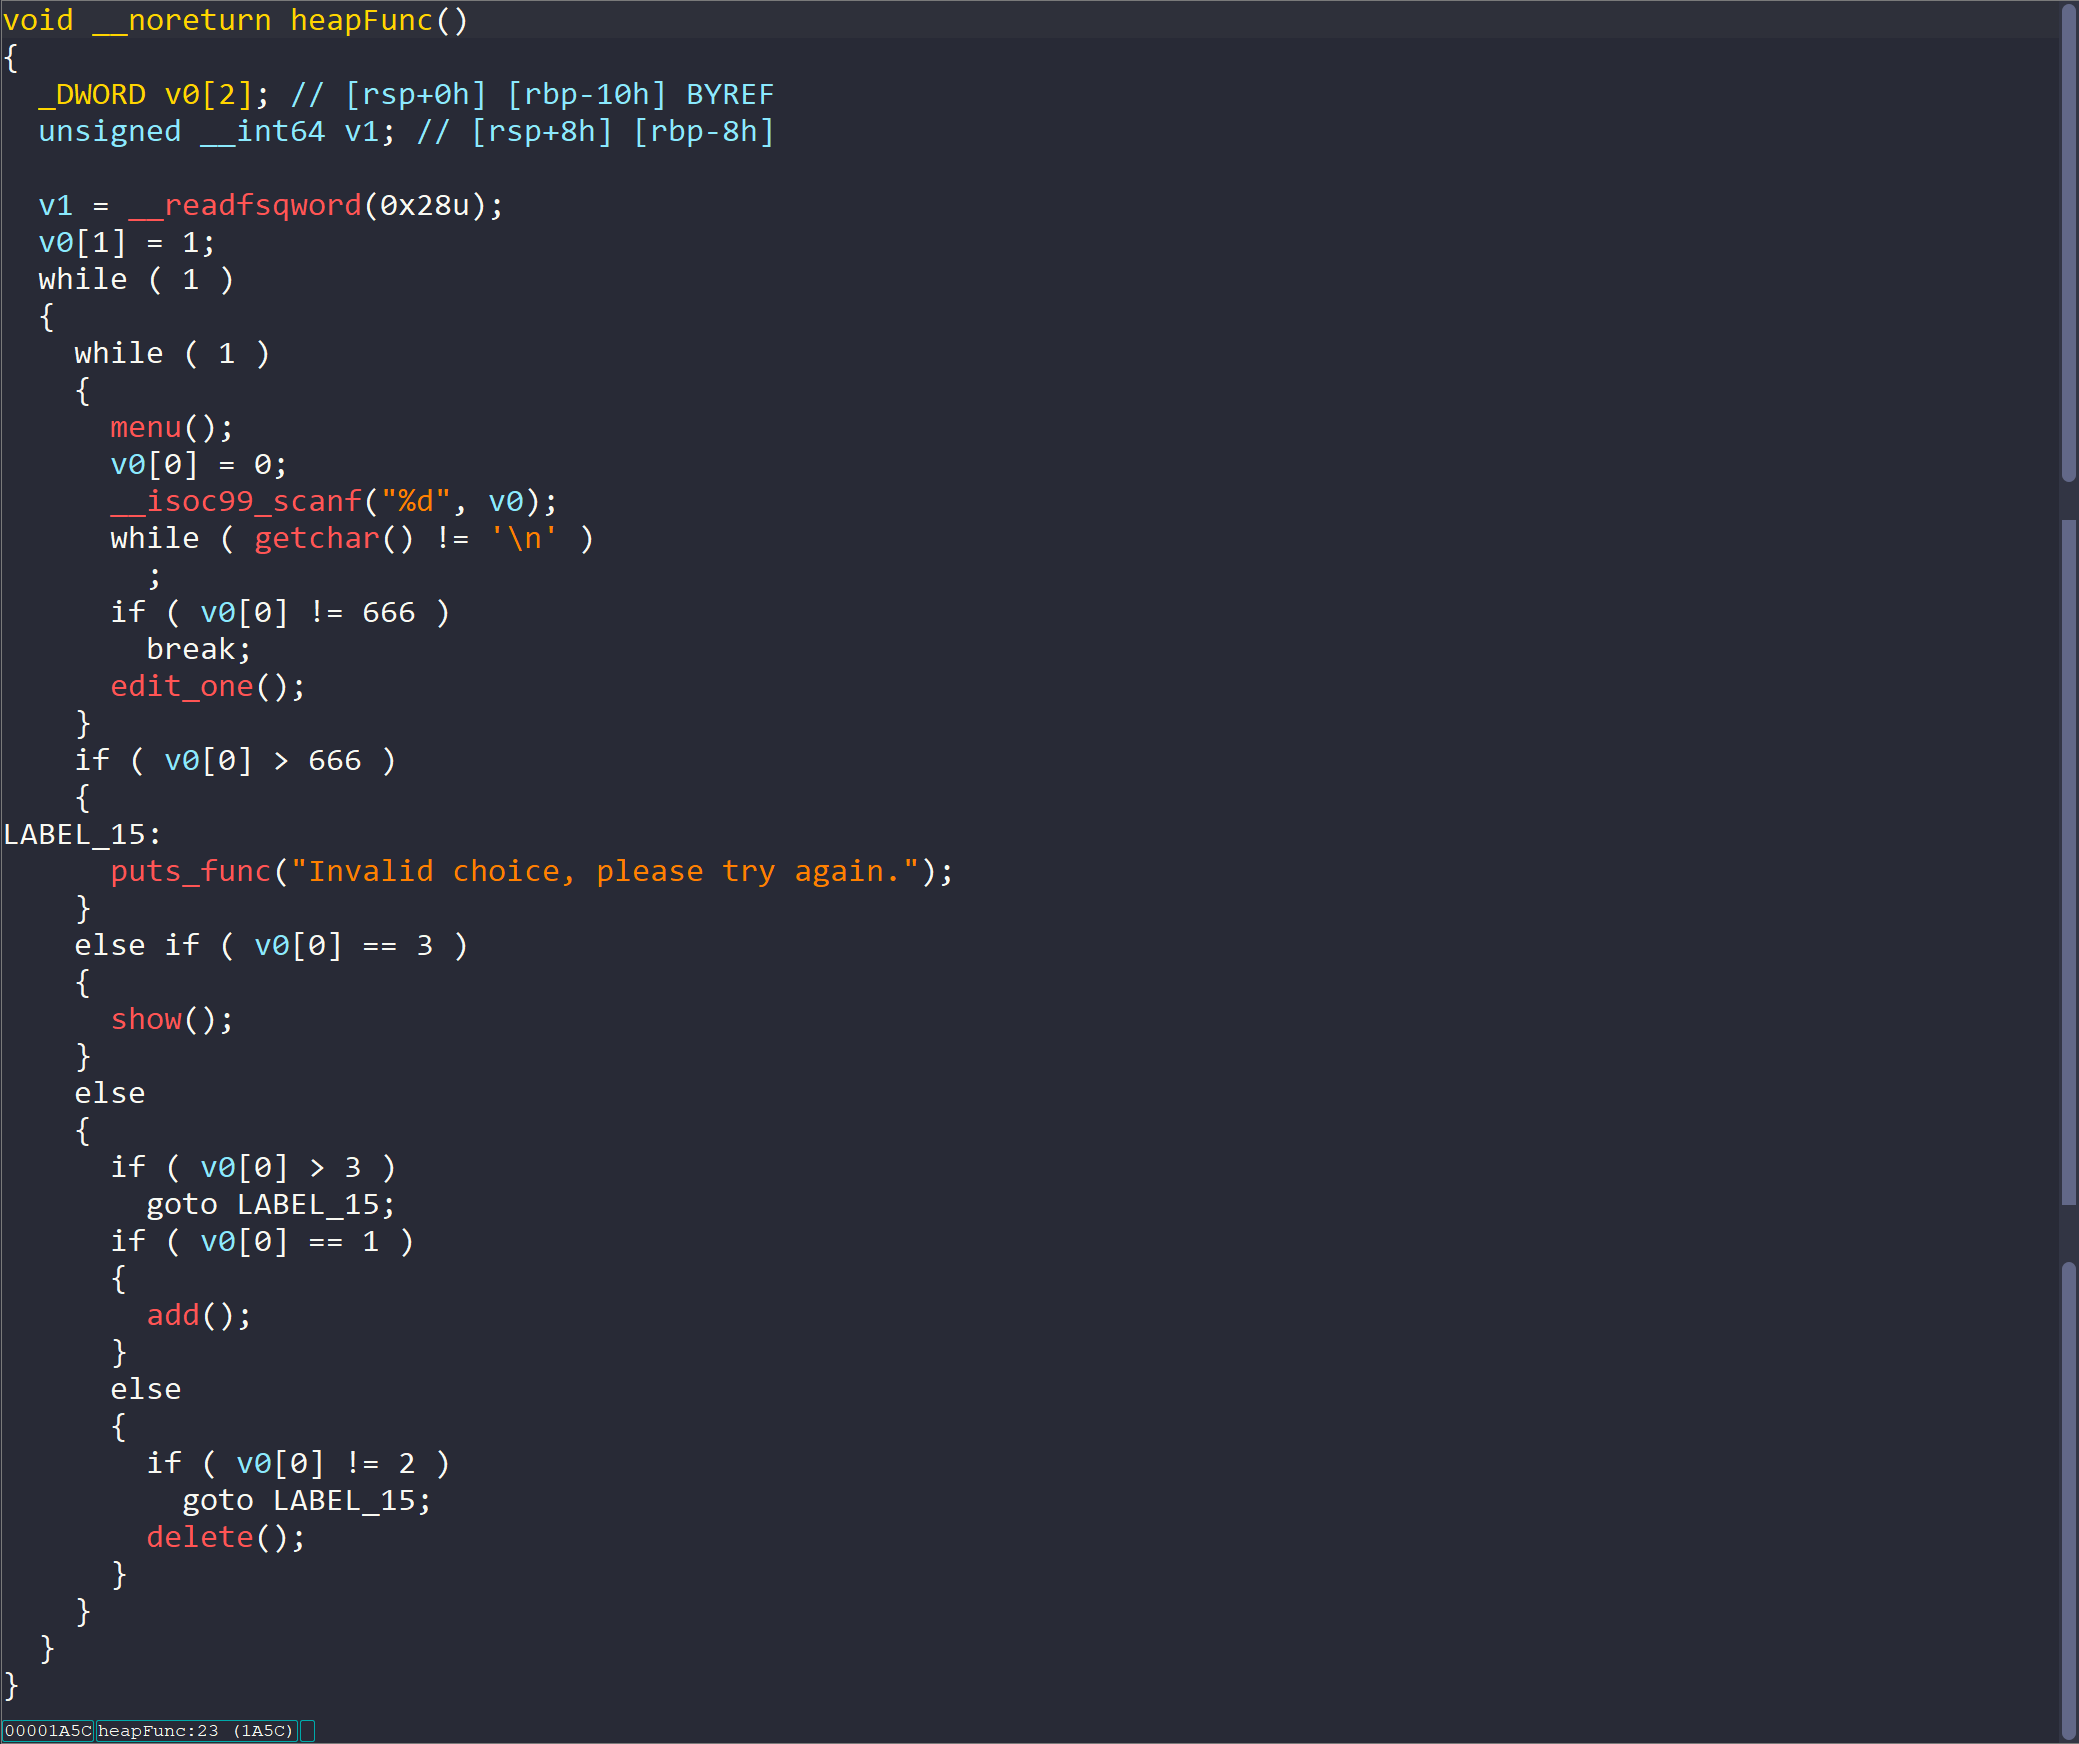 void __noreturn heapFunc()
{
  _DWORD v0[2]; // [rsp+0h] [rbp-10h] BYREF
  unsigned __int64 v1; // [rsp+8h] [rbp-8h]

  v1 = __readfsqword(0x28u);
  v0[1] = 1;
  while ( 1 )
  {
    while ( 1 )
    {
      menu();
      v0[0] = 0;
      __isoc99_scanf("%d", v0);
      while ( getchar() != '\n' )
        ;
      if ( v0[0] != 666 )
        break;
      edit_one();
    }
    if ( v0[0] > 666 )
    {
LABEL_15:
      puts_func("Invalid choice, please try again.");
    }
    else if ( v0[0] == 3 )
    {
      show();
    }
    else
    {
      if ( v0[0] > 3 )
        goto LABEL_15;
      if ( v0[0] == 1 )
      {
        add();
      }
      else
      {
        if ( v0[0] != 2 )
          goto LABEL_15;
        delete();
      }
    }
  }
}
00001A5C heapFunc:23 (1A5C)